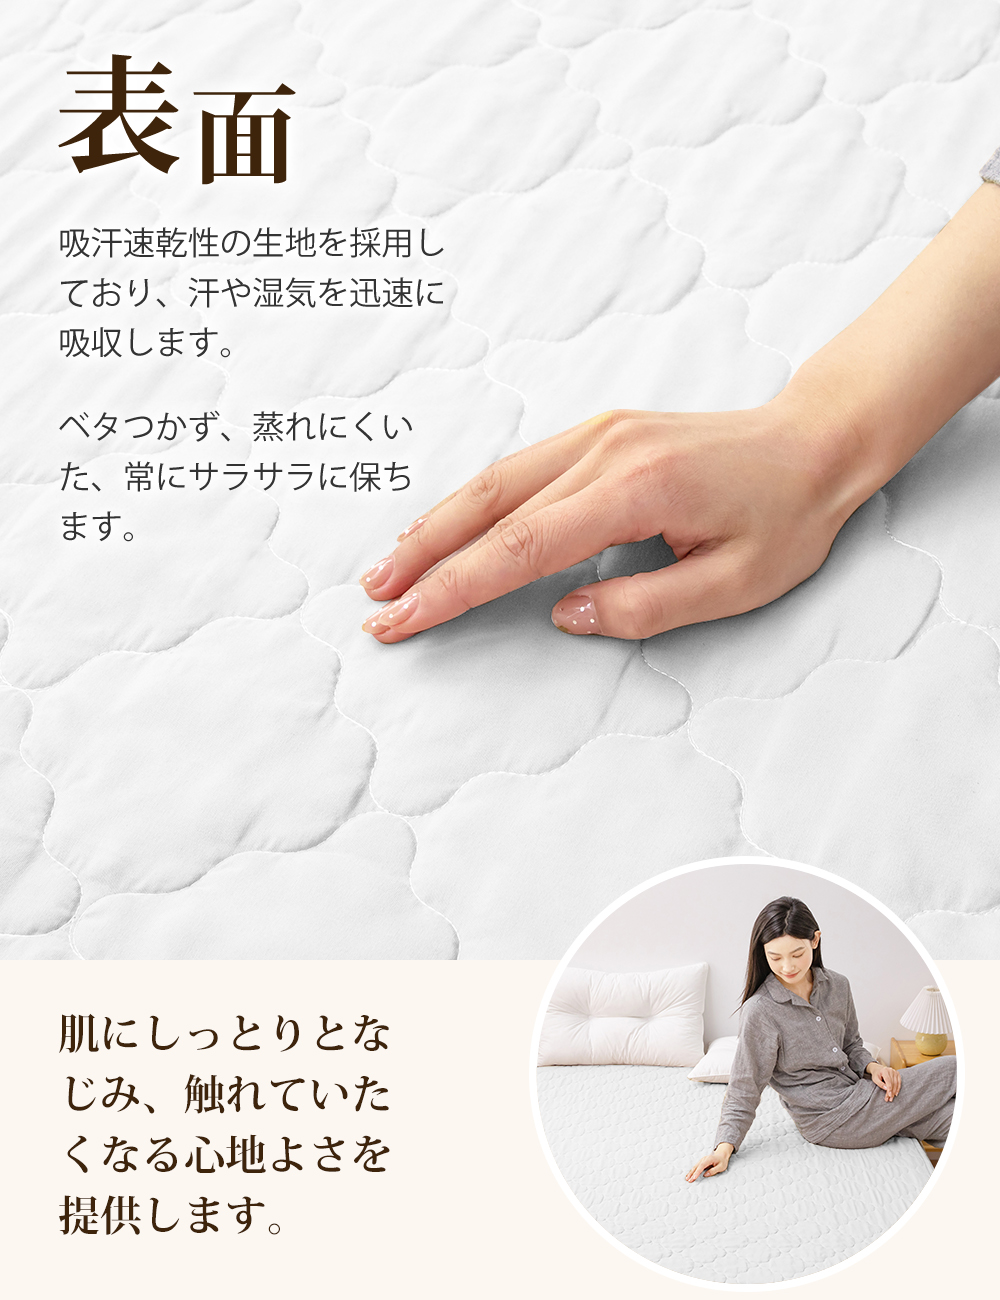 表面
吸汗速乾性の生地を採用し
ており、汗や湿気を迅速に
吸収します。
ベタつかず、蒸れにくい
た、常にサラサラに保ち
ます。
肌にしっとりとな
じみ、触れていた
くなる心地よさを
提供します。